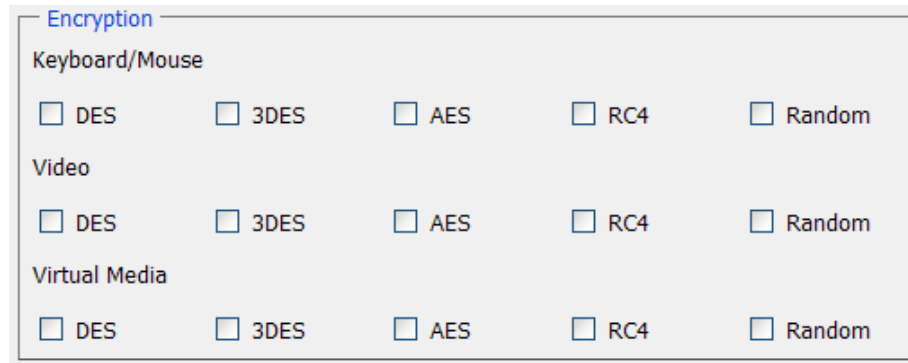 Encryption
Keyboard/Mouse
DES 3DES AES RC4 Random
Video
DES 3DES AES RC4 Random
Virtual Media
DES 3DES AES RC4 Random